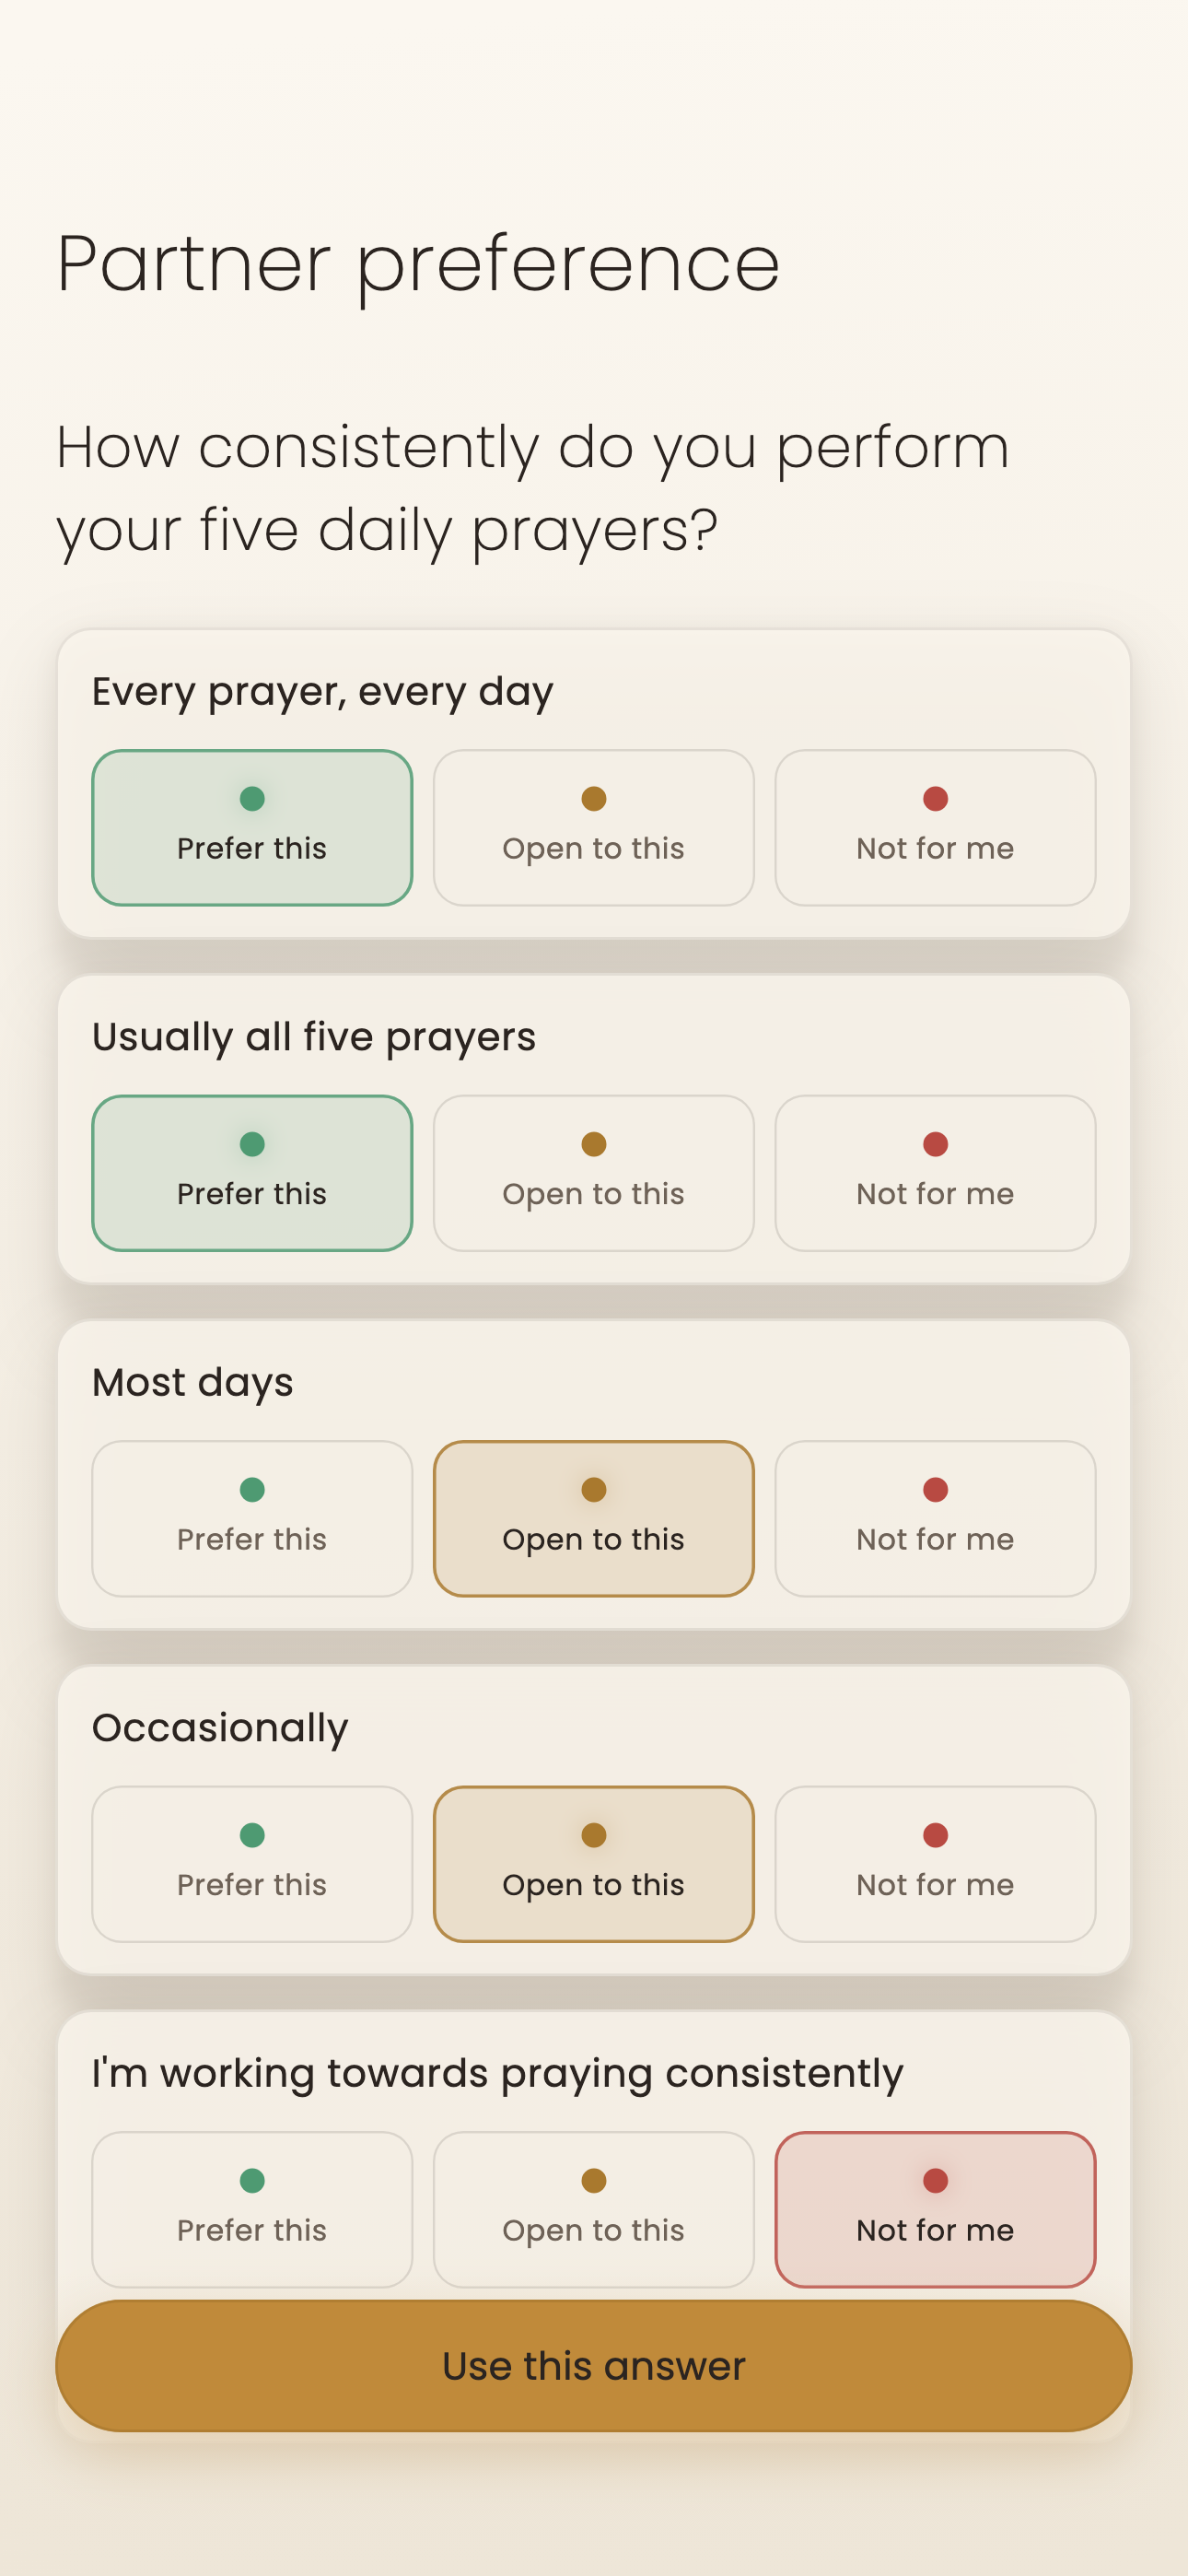 Partner preference
How consistently do you perform
your five daily prayers?
Every prayer, every day
Prefer this
Open to this
Not for me
Usually all five prayers
Prefer this
Open to this
Not for me
Most days
Prefer this
Open to this
Not for me
Occasionally
Prefer this
Open to this
Not for me
I'm working towards praying consistently
Prefer this
Open to this
Not for me
Use this answer